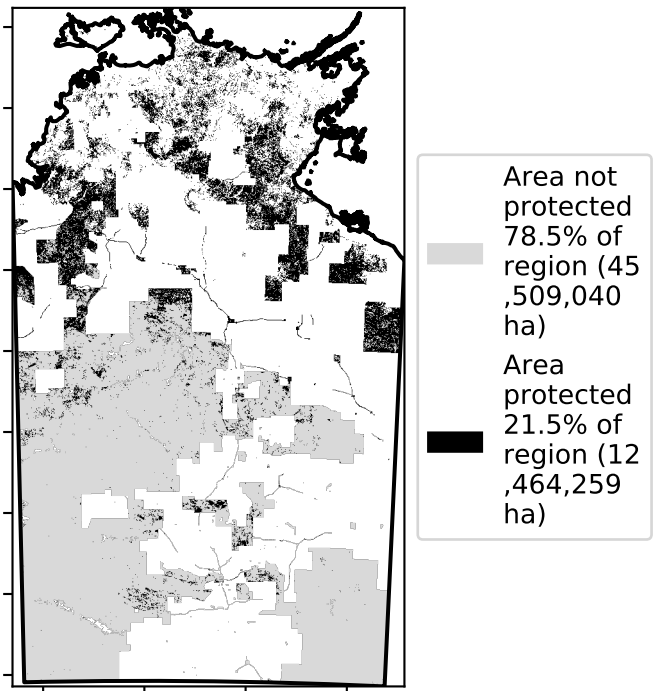 Area not
protected
78.5% of
region (45
,509,040
ha)
Area
protected
21.5% of
region (12
,464,259
ha)